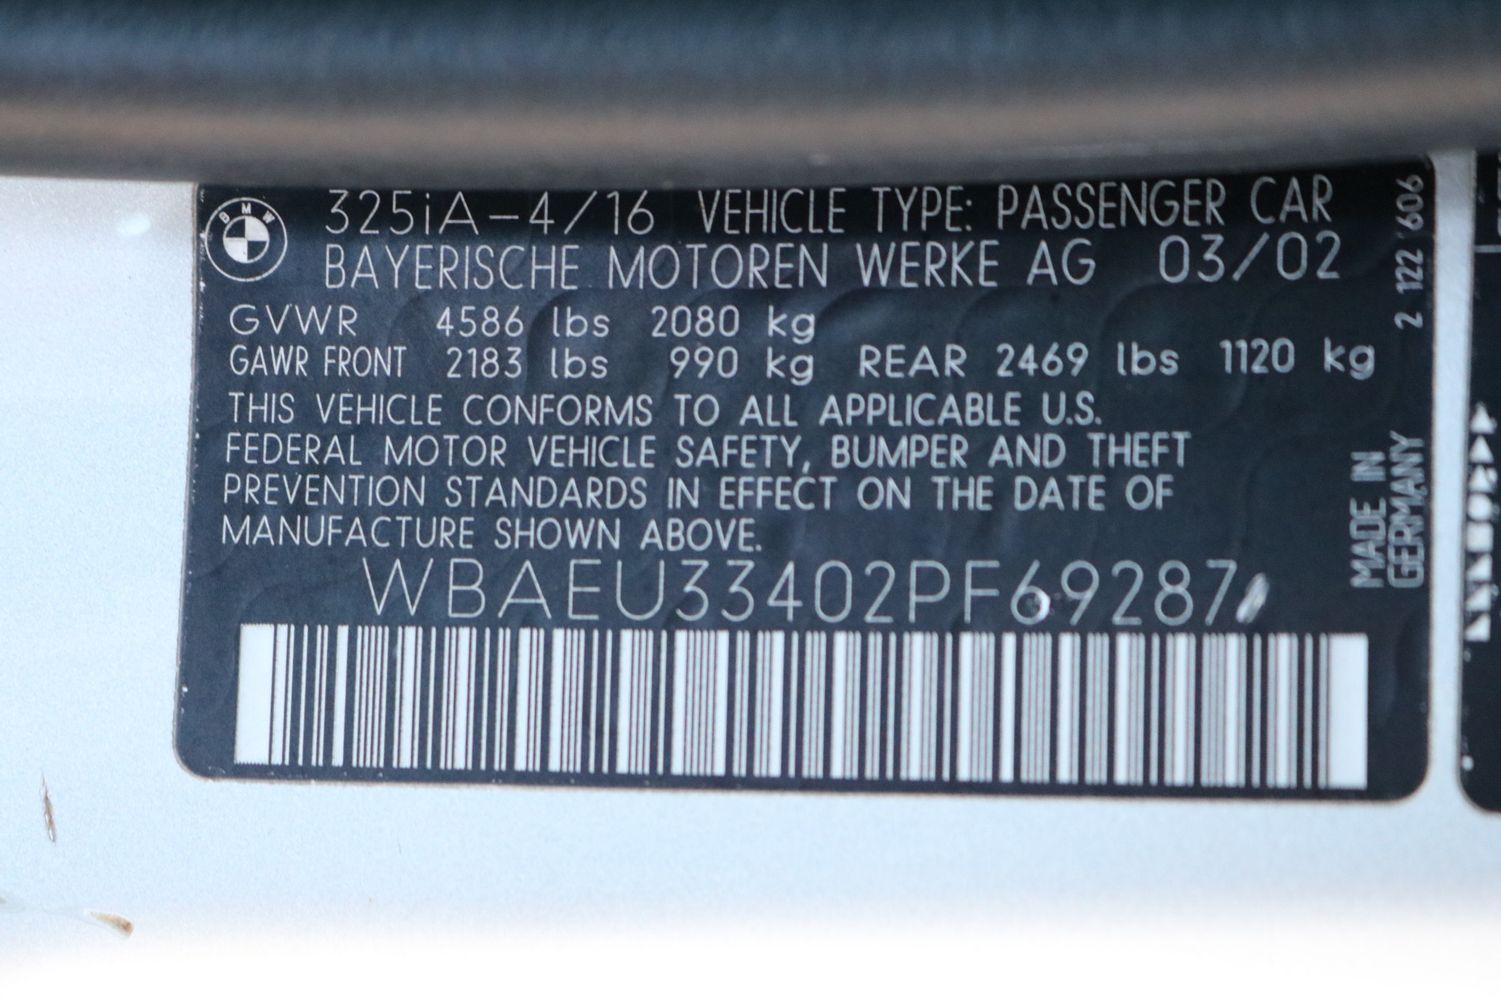 BMW
325iA-4/16 VEHICLE TYPE: PASSENGER CAR
BAYERISCHE MOTOREN WERKE AG 03/02
GVWR 4586 lbs 2080 kg
GAWR FRONT 2183 lbs 990 kg REAR 2469 lbs 1120 kg
THIS VEHICLE CONFORMS TO ALL APPLICABLE U.S.
FEDERAL MOTOR VEHICLE SAFETY, BUMPER AND THEFT
PREVENTION STANDARDS IN EFFECT ON THE DATE OF
MANUFACTURE SHOWN ABOVE.
WBAEU33402PF69287
2 122 606
MADE IN
GERMANY